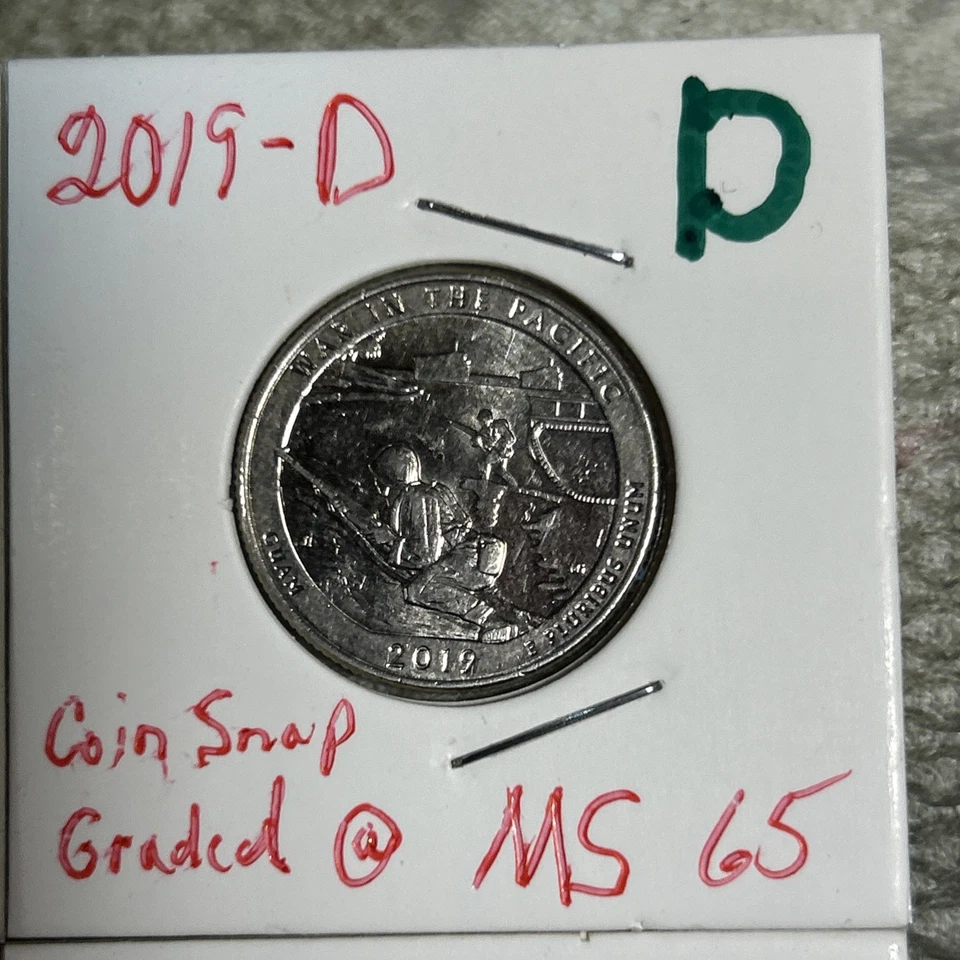 2019-D D
WAR IN THE PACIFIC
GUAM
E PLURIBUS UNUM
2019
Coin Snap
Graded @ MS 65